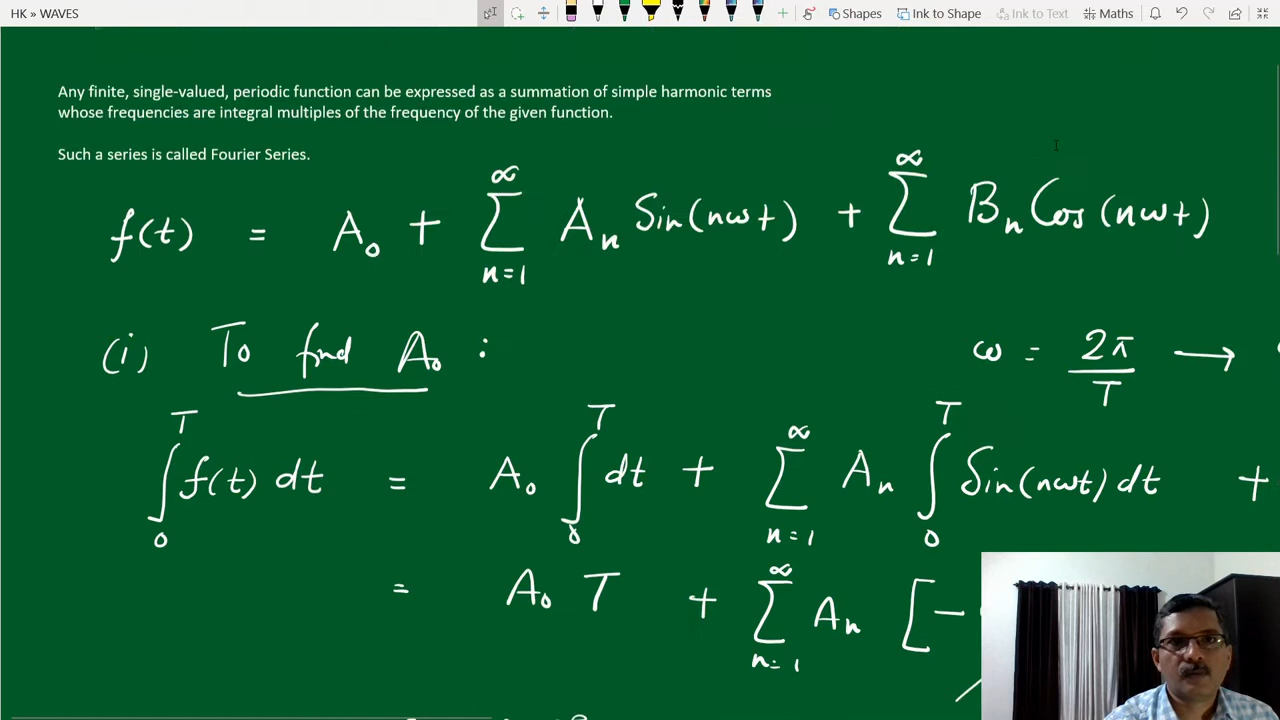 HK » WAVES
Shapes Ink to Shape Ink to Text Maths
Any finite, single-valued, periodic function can be expressed as a summation of simple harmonic terms
whose frequencies are integral multiples of the frequency of the given function.
Such a series is called Fourier Series.
f(t) = A₀ + ∞ ∑ n=1 Aₙ Sin(nωt) + ∞ ∑ n=1 Bₙ Cos(nωt)
(i) To find A₀ :
ω = 2π/T →
T ∫ 0 f(t) dt = A₀ T ∫ 0 dt + ∞ ∑ n=1 Aₙ T ∫ 0 Sin(nωt) dt +
= A₀ T + ∞ ∑ n=1 Aₙ [ −